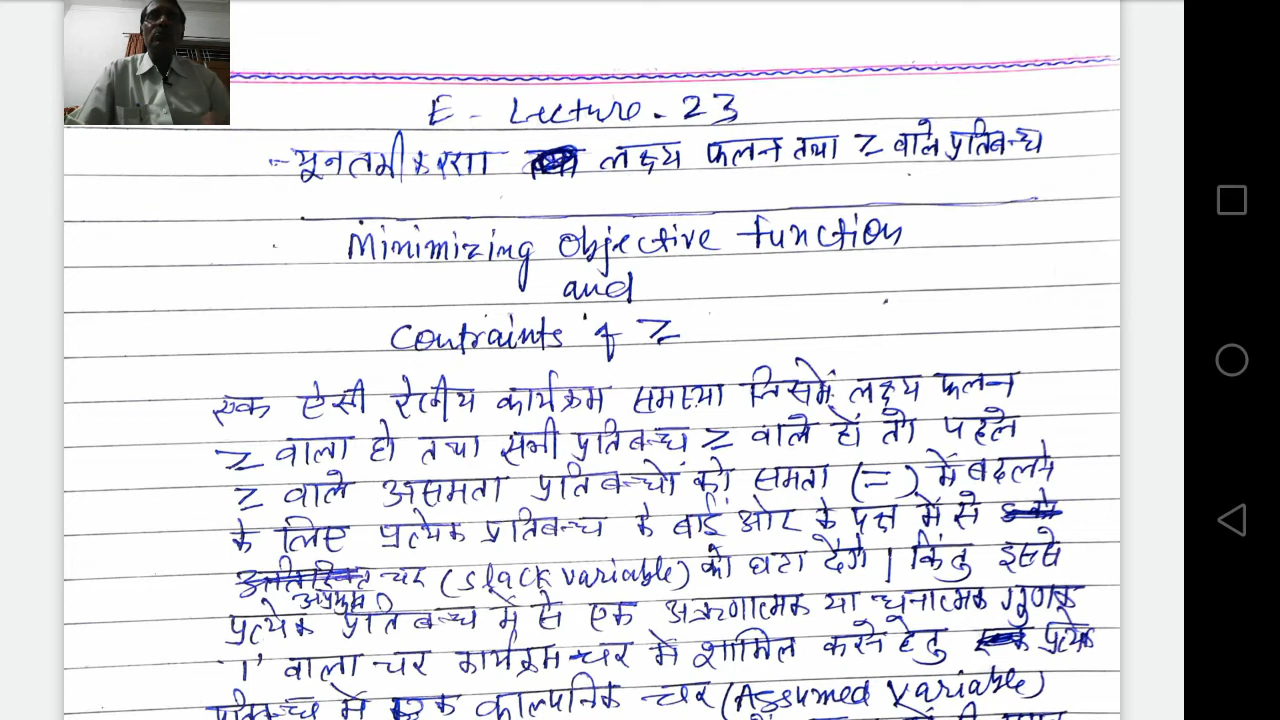 E - Lecture - 23
न्यूनतमीकरण लक्ष्य फलन तथा ≥ वाले प्रतिबन्ध
Minimizing Objective function
and
Contraints of ≥
एक ऐसी रेखीय कार्यक्रम समस्या जिसमें लक्ष्य फलन
≥ वाला हो तथा सभी प्रतिबन्ध ≥ वाले हों तो पहले
≥ वाले असमता प्रतिबन्धों को समता (=) में बदलने
के लिए प्रत्येक प्रतिबन्ध के बाईं ओर के पक्ष में से
चर (slack variable) को घटा देंगे। किंतु इससे
प्रत्येक प्रतिबन्ध में से एक अऋणात्मक या धनात्मक गुणक
'1' वाला चर कार्यक्रम चर में शामिल करने हेतु प्रत्येक
प्रतिबन्ध में एक काल्पनिक चर (Assumed variable)